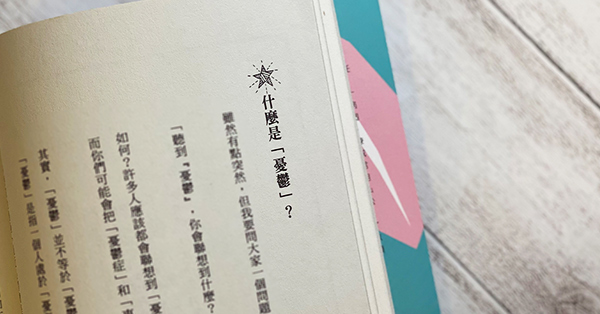 什麼是「憂鬱」?
雖然有點突然,但我要問大家一個問題
「聽到『憂鬱』,你會聯想到什麼?
如何?許多人應該都會聯想到「憂
而你們可能會把「憂鬱症」和「
其實,「憂鬱」並不等於「憂鬱
「憂鬱」是指一個人處於「憂